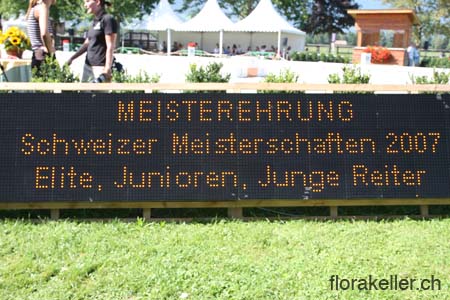 MEISTEREHRUNG
Schweizer Meisterschaften 2007
Elite, Junioren, Junge Reiter
florakeller.ch